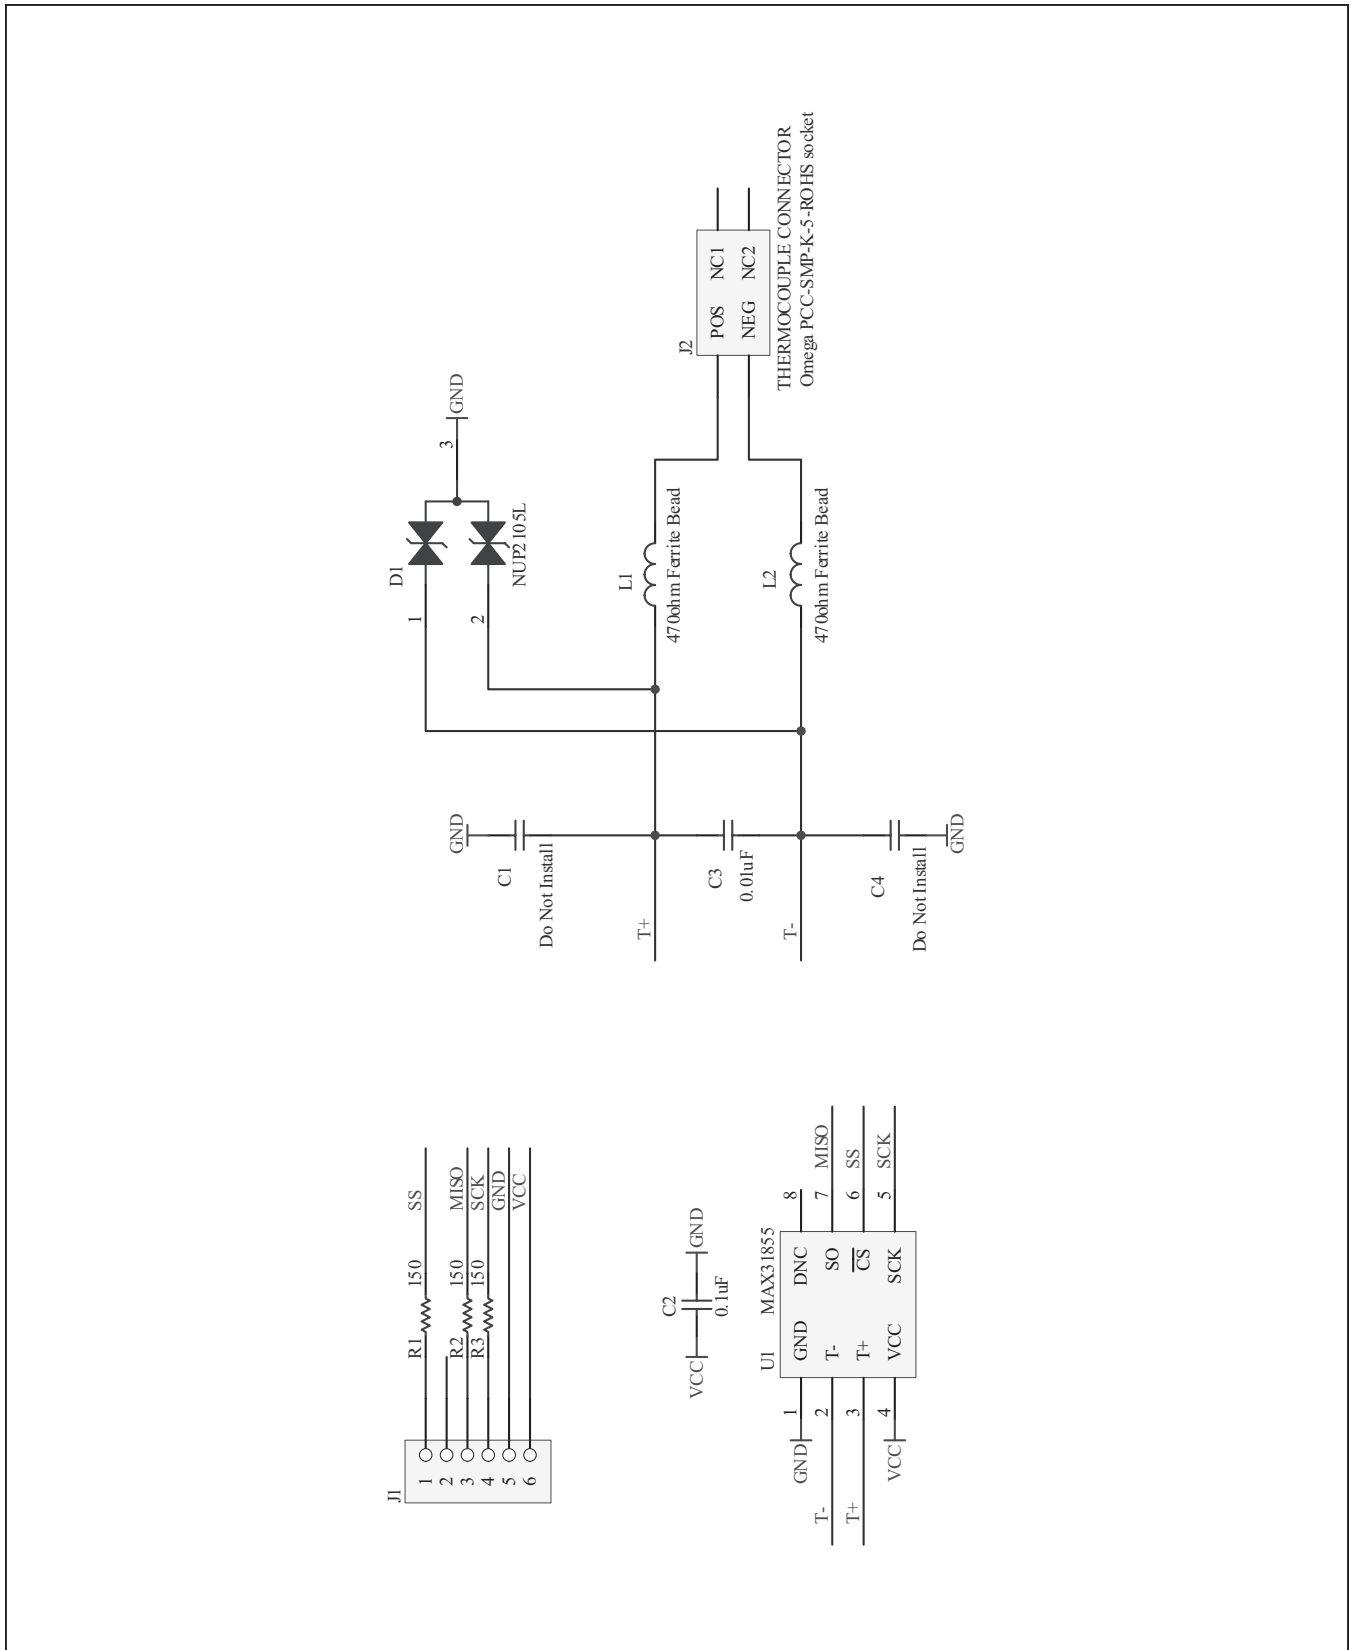 J1
1
2
3
4
5
6
R1
150
SS
R2
150
MISO
R3
150
SCK
GND
VCC
VCC
C2
0.1uF
GND
U1
MAX31855
GND
1
GND
T-
2
T-
T+
3
T+
VCC
4
VCC
DNC
8
SO
7
MISO
CS
6
SS
SCK
5
SCK
GND
C1
Do Not Install
T+
C3
0.01uF
T-
C4
Do Not Install
GND
D1
1
2
NUP2105L
3
GND
L1
470ohm Ferrite Bead
L2
470ohm Ferrite Bead
J2
POS
NC1
NEG
NC2
THERMOCOUPLE CONNECTOR
Omega PCC-SMP-K-5-ROHS socket